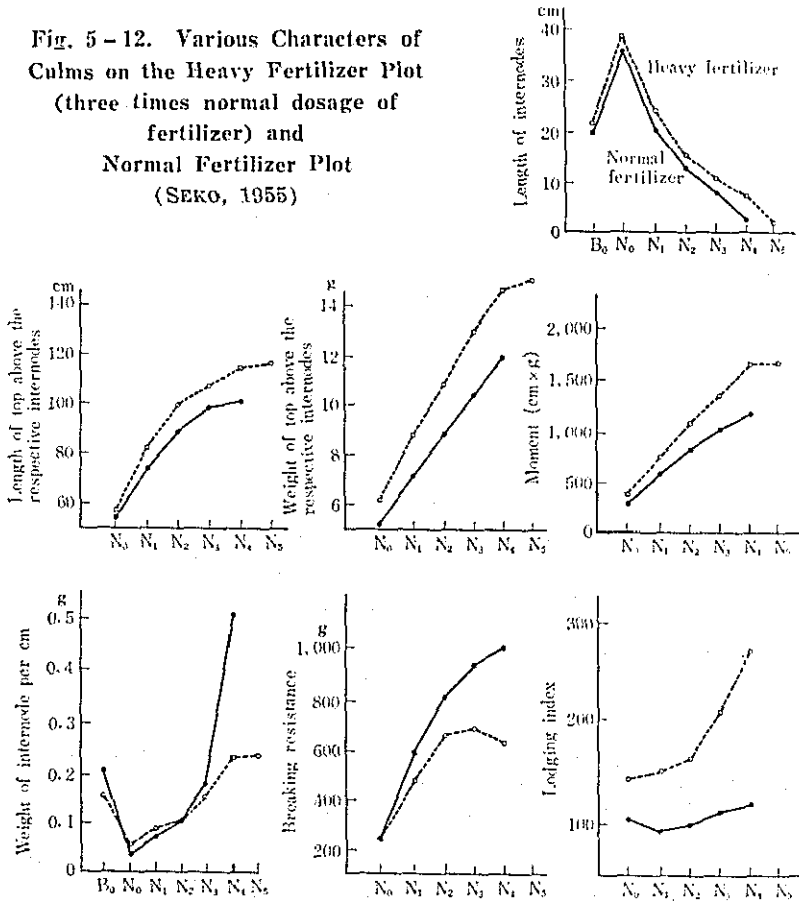 Fig. 5-12. Various Characters of
Culms on the Heavy Fertilizer Plot
(three times normal dosage of
fertilizer) and
Normal Fertilizer Plot
(SEKO, 1955)
cm
40
30
20
10
0
Length of internodes
Heavy fertilizer
Normal
fertilizer
B₀ N₀ N₁ N₂ N₃ N₄ N₅
cm
140
120
100
80
60
Length of top above the
respective internodes
N₀ N₁ N₂ N₃ N₄ N₅
g
14
12
10
8
6
Weight of top above the
respective internodes
N₀ N₁ N₂ N₃ N₄ N₅
2,000
1,500
1,000
500
0
Moment (cm×g)
N₀ N₁ N₂ N₃ N₄ N₅
g
0.5
0.4
0.3
0.2
0.1
0
Weight of internode per cm
B₀ N₀ N₁ N₂ N₃ N₄ N₅
g
1,000
800
600
400
200
Breaking resistance
N₀ N₁ N₂ N₃ N₄ N₅
300
200
100
Lodging index
N₀ N₁ N₂ N₃ N₄ N₅